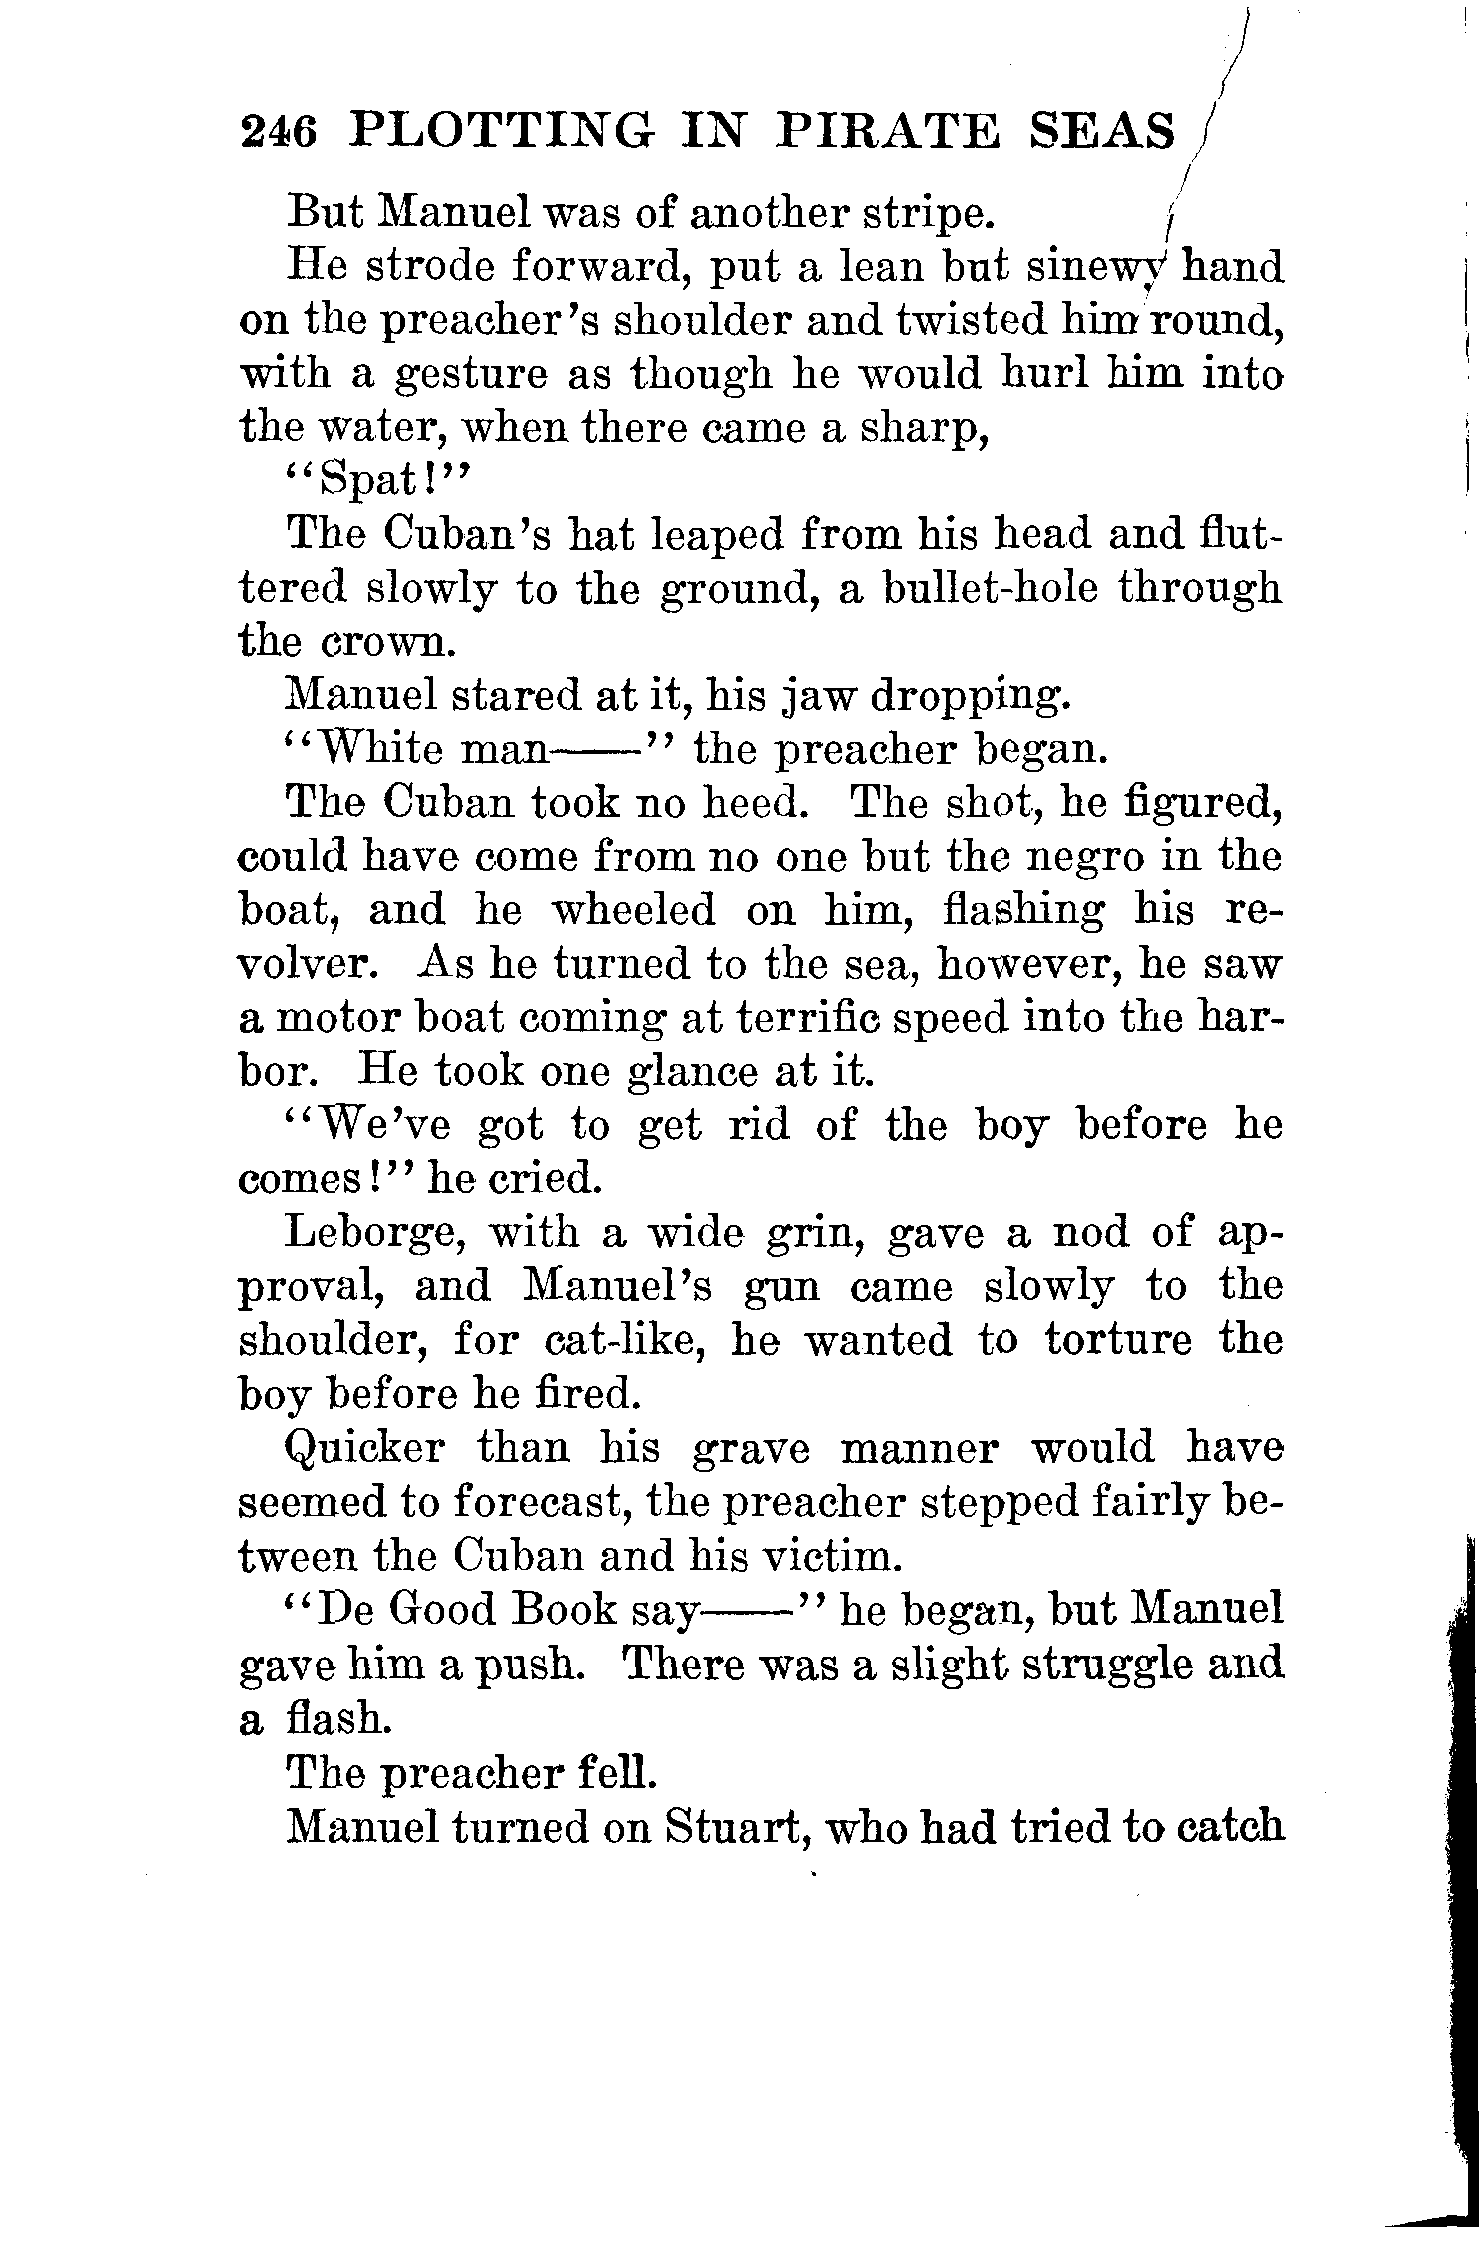 246 PLOTTING IN PIRATE SEAS
But Manuel was of another stripe.
He strode forward, put a lean but sinewy hand
on the preacher's shoulder and twisted him round,
with a gesture as though he would hurl him into
the water, when there came a sharp,
"Spat!"
The Cuban's hat leaped from his head and flut-
tered slowly to the ground, a bullet-hole through
the crown.
Manuel stared at it, his jaw dropping.
"White man——" the preacher began.
The Cuban took no heed. The shot, he figured,
could have come from no one but the negro in the
boat, and he wheeled on him, flashing his re-
volver. As he turned to the sea, however, he saw
a motor boat coming at terrific speed into the har-
bor. He took one glance at it.
"We've got to get rid of the boy before he
comes!" he cried.
Leborge, with a wide grin, gave a nod of ap-
proval, and Manuel's gun came slowly to the
shoulder, for cat-like, he wanted to torture the
boy before he fired.
Quicker than his grave manner would have
seemed to forecast, the preacher stepped fairly be-
tween the Cuban and his victim.
"De Good Book say——" he began, but Manuel
gave him a push. There was a slight struggle and
a flash.
The preacher fell.
Manuel turned on Stuart, who had tried to catch